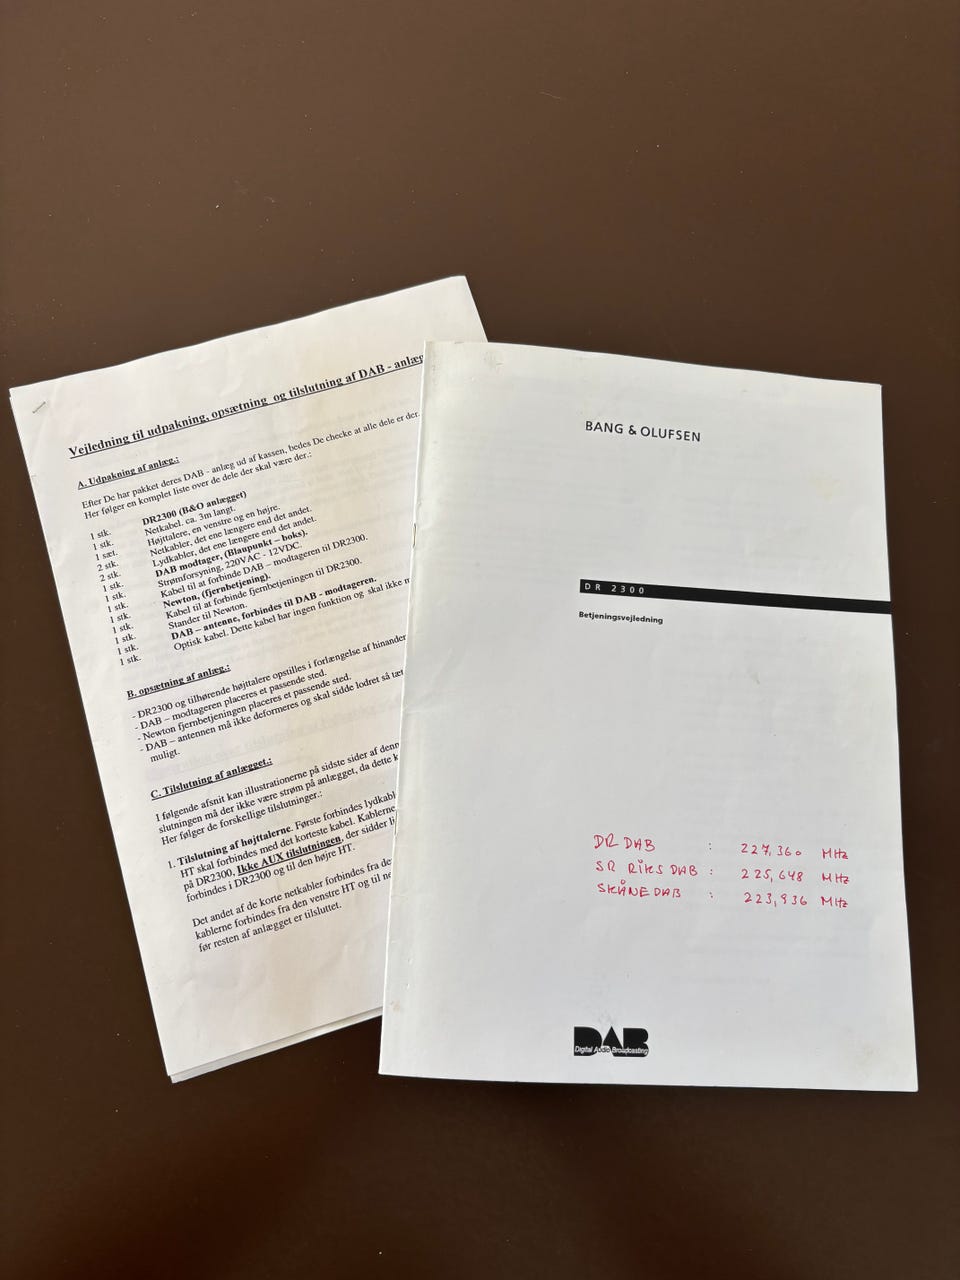 Vejledning til udpakning, opsætning og tilslutning af DAB - anlæg
A. Udpakning af anlæg.:
Efter De har pakket deres DAB - anlæg ud af kassen, bedes De checke at alle dele er der.
Her følger en komplet liste over de dele der skal være der.:
1 stk. DR2300 (B&O anlægget)
1 stk. Netkabel. ca. 3m langt.
1 sæt. Højttalere, en venstre og en højre.
2 stk. Netkabler, det ene længere end det andet.
2 stk. Lydkabler, det ene længere end det andet.
1 stk. DAB modtager, (Blaupunkt – boks).
1 stk. Strømforsyning, 220VAC - 12VDC.
1 stk. Kabel til at forbinde DAB – modtageren til DR2300.
1 stk. Newton, (fjernbetjening).
1 stk. Kabel til at forbinde fjernbetjeningen til DR2300.
1 stk. Stander til Newton.
1 stk. DAB – antenne, forbindes til DAB - modtageren.
1 stk. Optisk kabel. Dette kabel har ingen funktion og skal ikke
B. opsætning af anlæg.:
- DR2300 og tilhørende højttalere opstilles i forlængelse af hinanden
- DAB – modtageren placeres et passende sted.
- Newton fjernbetjeningen placeres et passende sted.
- DAB – antennen må ikke deformeres og skal sidde lodret så tæt
muligt.
C. Tilslutning af anlægget.:
I følgende afsnit kan illustrationerne på sidste sider af denn
slutningen må der ikke være strøm på anlægget, da dette k
Her følger de forskellige tilslutninger.:
1. Tilslutning af højttalerne. Første forbindes lydkabl
HT skal forbindes med det korteste kabel. Kablerne
på DR2300, Ikke AUX tilslutningen, der sidder li
forbindes i DR2300 og til den højre HT.
Det andet af de korte netkabler forbindes fra de
kablerne forbindes fra den venstre HT og til ne
før resten af anlægget er tilsluttet.
BANG & OLUFSEN
DR 2300
Betjeningsvejledning
DR DAB : 227,360 MHz
SR RIKS DAB : 225,648 MHz
SKÅNE DAB : 223,936 MHz
DAB
Digital Audio Broadcasting